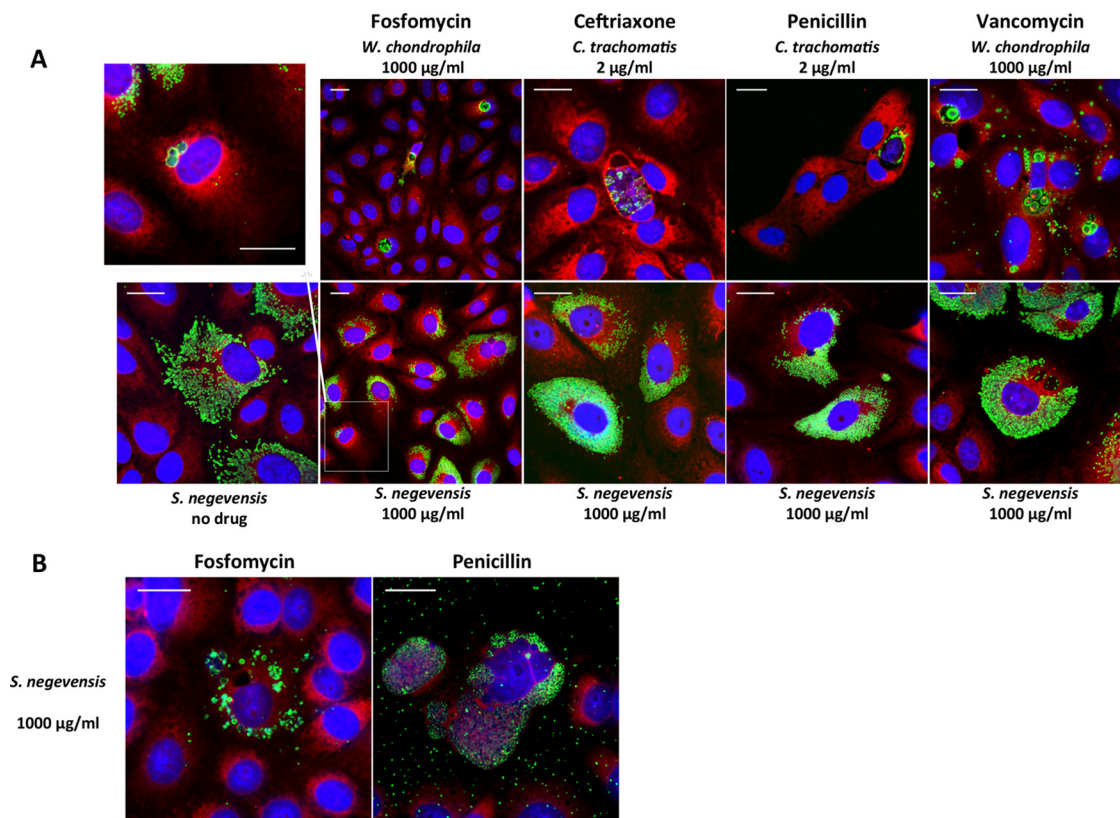 A
Fosfomycin
W. chondrophila
1000 µg/ml
Ceftriaxone
C. trachomatis
2 µg/ml
Penicillin
C. trachomatis
2 µg/ml
Vancomycin
W. chondrophila
1000 µg/ml
S. negevensis
no drug
S. negevensis
1000 µg/ml
S. negevensis
1000 µg/ml
S. negevensis
1000 µg/ml
S. negevensis
1000 µg/ml
B
Fosfomycin
Penicillin
S. negevensis
1000 µg/ml